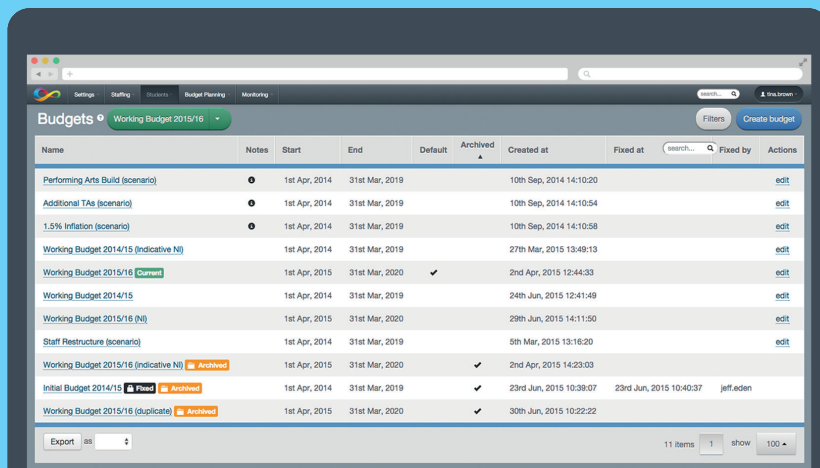 Settings Staffing Students Budget Planning Monitoring search... tina.brown
Budgets Working Budget 2015/16 Filters Create budget
Name Notes Start End Default Archived Created at Fixed at search... Fixed by Actions
Performing Arts Build (scenario) 1st Apr, 2014 31st Mar, 2019 10th Sep, 2014 14:10:20 edit
Additional TAs (scenario) 1st Apr, 2014 31st Mar, 2019 10th Sep, 2014 14:10:54 edit
1.5% Inflation (scenario) 1st Apr, 2014 31st Mar, 2019 10th Sep, 2014 14:10:58 edit
Working Budget 2014/15 (Indicative NI) 1st Apr, 2014 31st Mar, 2019 27th Mar, 2015 13:49:13 edit
Working Budget 2015/16 Current 1st Apr, 2015 31st Mar, 2020 2nd Apr, 2015 12:44:33 edit
Working Budget 2014/15 1st Apr, 2014 31st Mar, 2019 24th Jun, 2015 12:41:49 edit
Working Budget 2015/16 (NI) 1st Apr, 2015 31st Mar, 2020 29th Jun, 2015 14:11:50 edit
Staff Restructure (scenario) 1st Apr, 2014 31st Mar, 2019 5th Mar, 2015 13:16:20 edit
Working Budget 2015/16 (indicative NI) Archived 1st Apr, 2015 31st Mar, 2020 2nd Apr, 2015 14:23:03
Initial Budget 2014/15 Fixed Archived 1st Apr, 2014 31st Mar, 2019 23rd Jun, 2015 10:39:07 23rd Jun, 2015 10:40:37 jeff.eden
Working Budget 2015/16 (duplicate) Archived 1st Apr, 2015 31st Mar, 2020 30th Jun, 2015 10:22:22
Export as 11 items 1 show 100